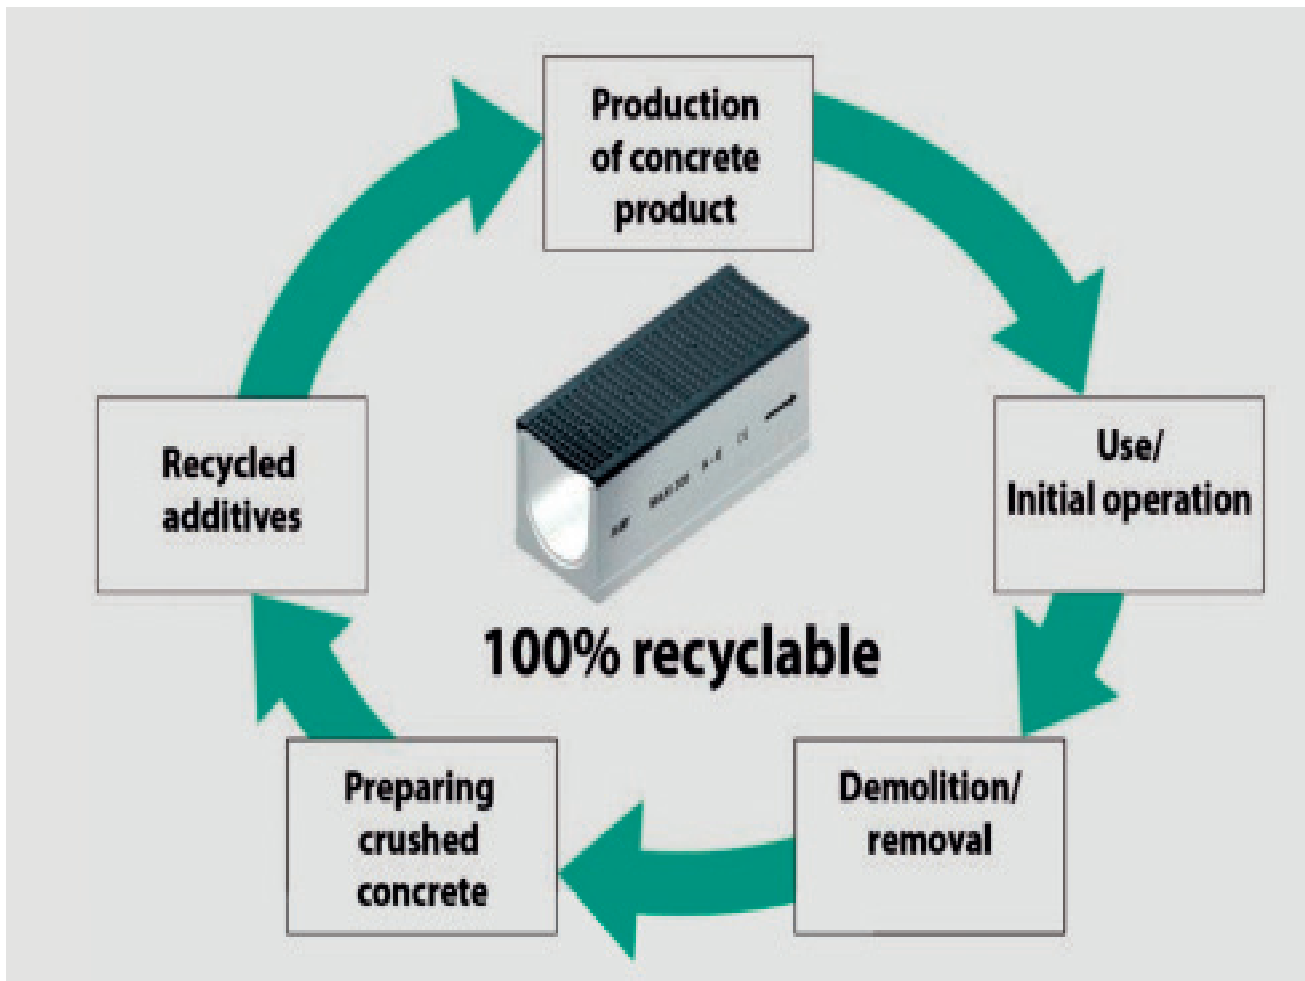 Production
of concrete
product
Use/
Initial operation
Recycled
additives
100% recyclable
Preparing
crushed
concrete
Demolition/
removal